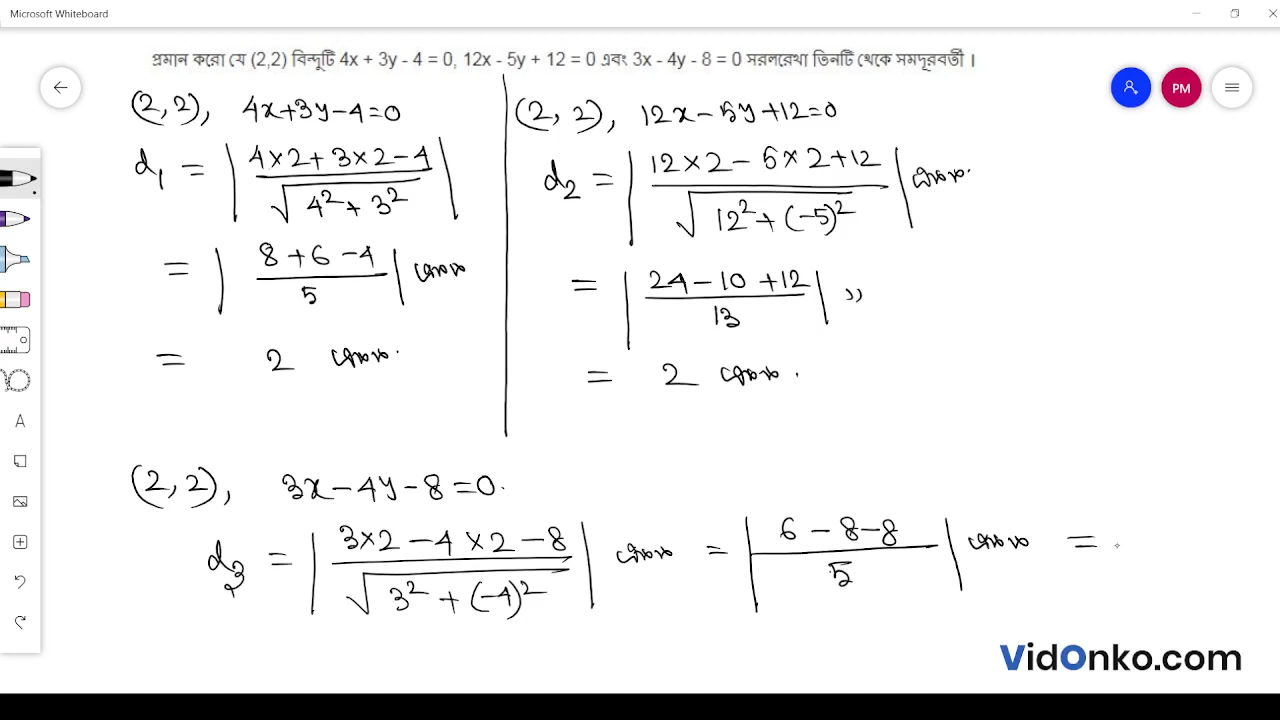 Microsoft Whiteboard
প্রমান করো যে (2,2) বিন্দুটি 4x + 3y - 4 = 0, 12x - 5y + 12 = 0 এবং 3x - 4y - 8 = 0 সরলরেখা তিনটি থেকে সমদূরবর্তী ।
PM
(2, 2), 4x+3y-4=0
d₁ = |(4×2+3×2-4)/√(4²+3²)|
= |(8+6-4)/5| একক
= 2 একক.
(2, 2), 12x-5y+12=0
d₂ = |(12×2-5×2+12)/√(12²+(-5)²)| একক.
= |(24-10+12)/13| ,,
= 2 একক.
(2, 2), 3x-4y-8=0.
d₃ = |(3×2-4×2-8)/√(3²+(-4)²)| একক = |(6-8-8)/5| একক =
A
VidOnko.com